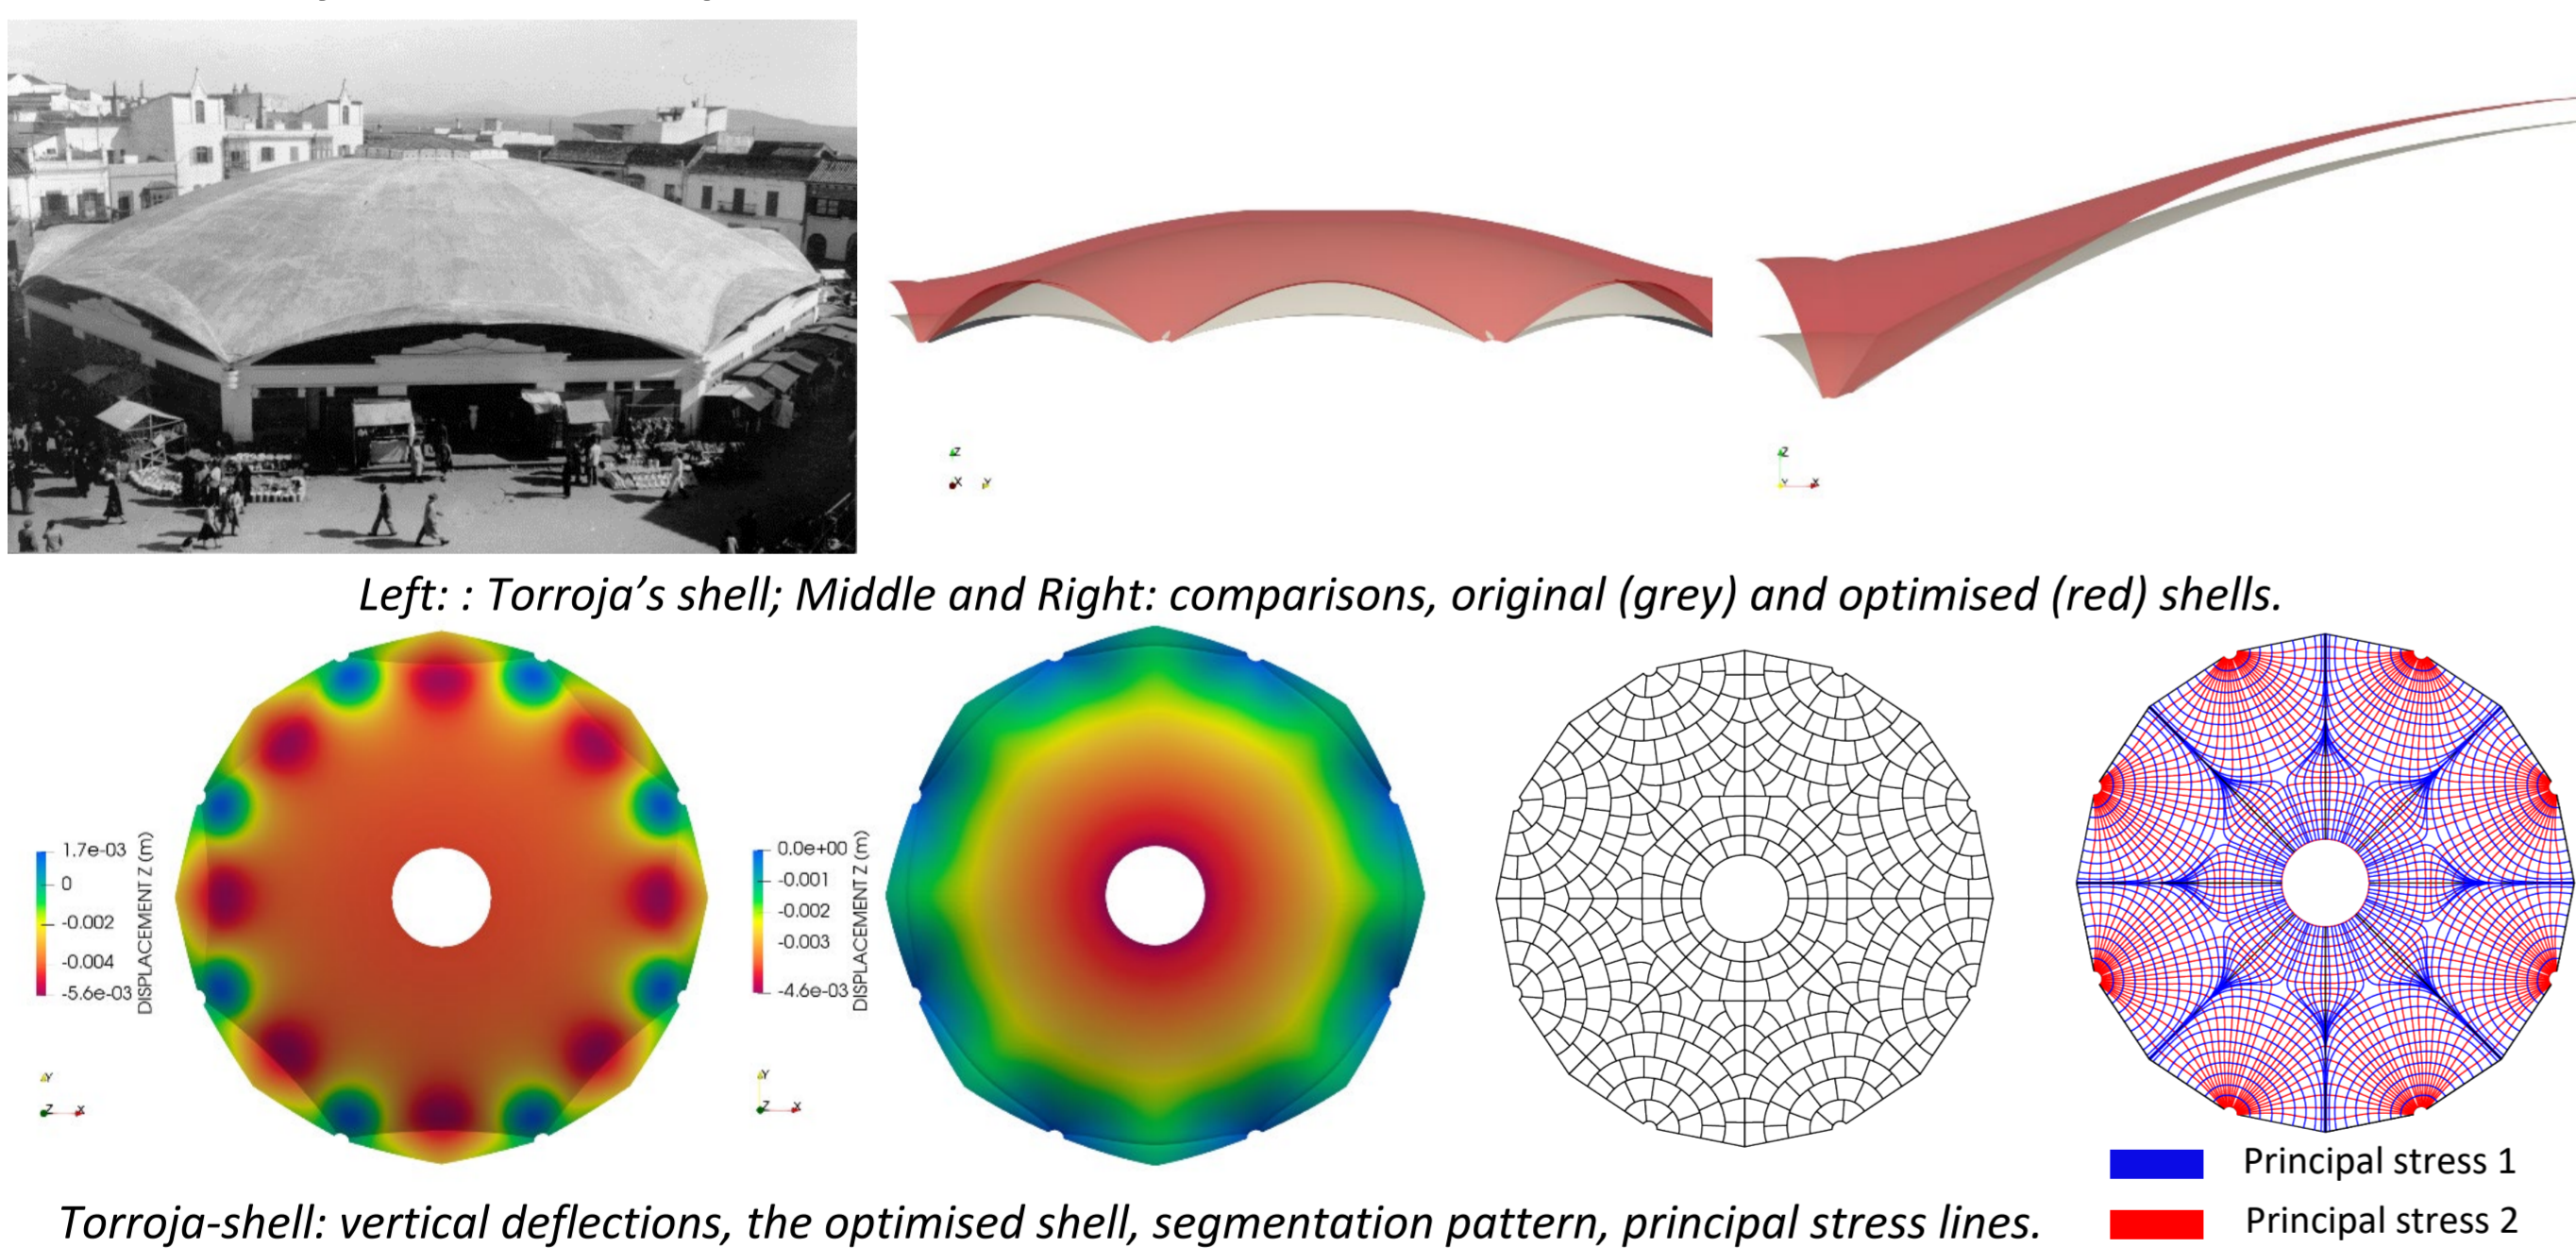 Z
X Y
Z
Y X
Left: : Torroja’s shell; Middle and Right: comparisons, original (grey) and optimised (red) shells.
1.7e-03
0
-0.002
-0.004
-5.6e-03
DISPLACEMENT Z (m)
Y
Z X
0.0e+00
-0.001
-0.002
-0.003
-4.6e-03
DISPLACEMENT Z (m)
Y
Z X
Principal stress 1
Principal stress 2
Torroja-shell: vertical deflections, the optimised shell, segmentation pattern, principal stress lines.